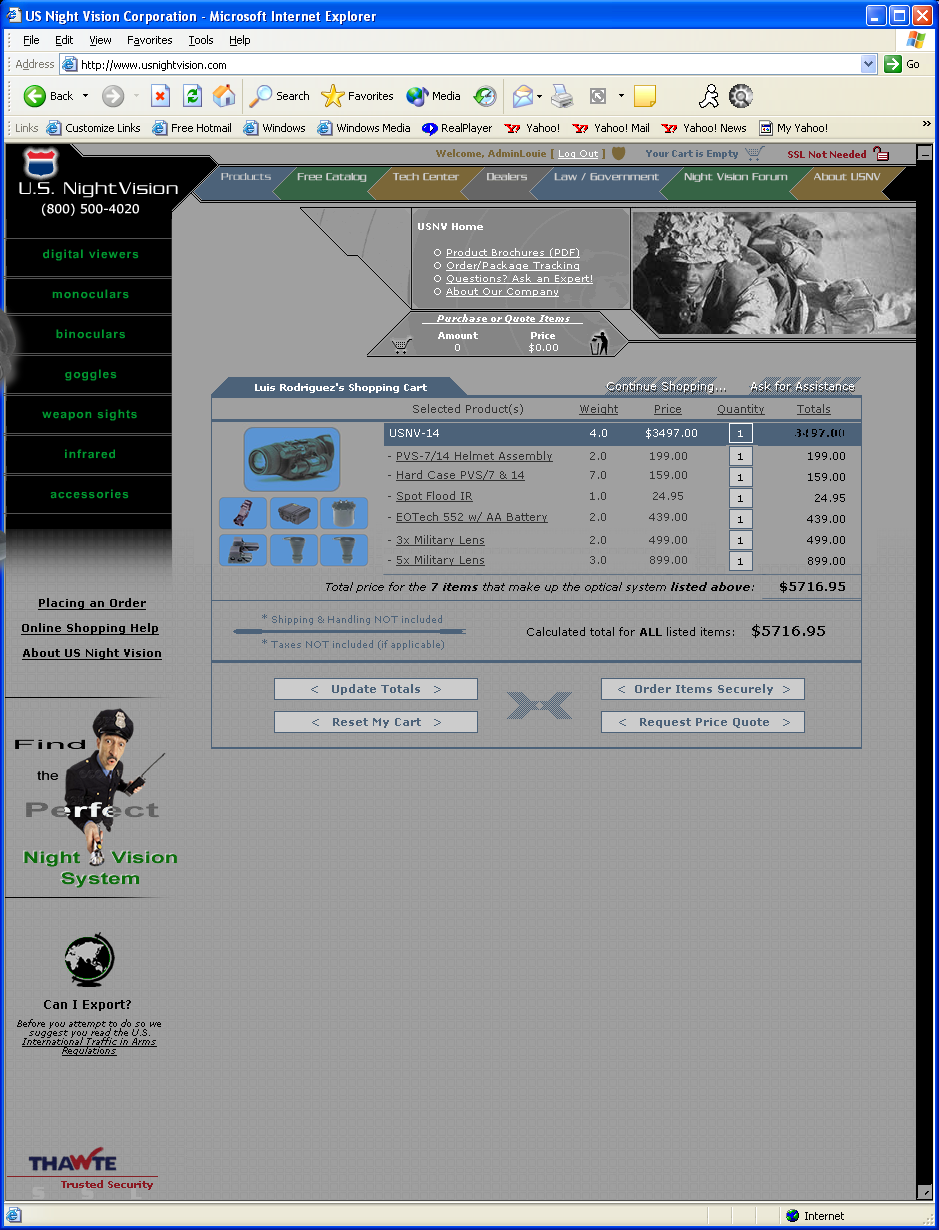 US Night Vision Corporation - Microsoft Internet Explorer
File Edit View Favorites Tools Help
Address http://www.usnightvision.com Go
Back Search Favorites Media
Links Customize Links Free Hotmail Windows Windows Media RealPlayer Yahoo! Yahoo! Mail Yahoo! News My Yahoo! »
Welcome, AdminLouie [ Log Out ] Your Cart is Empty SSL Not Needed
U.S. NightVision
(800) 500-4020
Products Free Catalog Tech Center Dealers Law / Government Night Vision Forum About USNV
digital viewers
monoculars
binoculars
goggles
weapon sights
infrared
accessories
USNV Home
Product Brochures (PDF)
Order/Package Tracking
Questions? Ask an Expert!
About Our Company
Purchase or Quote Items
Amount Price
0 $0.00
Luis Rodriguez's Shopping Cart Continue Shopping... Ask for Assistance
Selected Product(s) Weight Price Quantity Totals
USNV-14 4.0 $3497.00 1 3497.00
- PVS-7/14 Helmet Assembly 2.0 199.00 1 199.00
- Hard Case PVS/7 & 14 7.0 159.00 1 159.00
- Spot Flood IR 1.0 24.95 1 24.95
- EOTech 552 w/ AA Battery 2.0 439.00 1 439.00
- 3x Military Lens 2.0 499.00 1 499.00
- 5x Military Lens 3.0 899.00 1 899.00
Total price for the 7 items that make up the optical system listed above: $5716.95
* Shipping & Handling NOT included
* Taxes NOT included (if applicable)
Calculated total for ALL listed items: $5716.95
< Update Totals > < Order Items Securely >
< Reset My Cart > < Request Price Quote >
Placing an Order
Online Shopping Help
About US Night Vision
Find
the
Perfect
Night Vision
System
Can I Export?
Before you attempt to do so we
suggest you read the U.S.
International Traffic in Arms
Regulations
THAWTE
Trusted Security
S S L
Internet